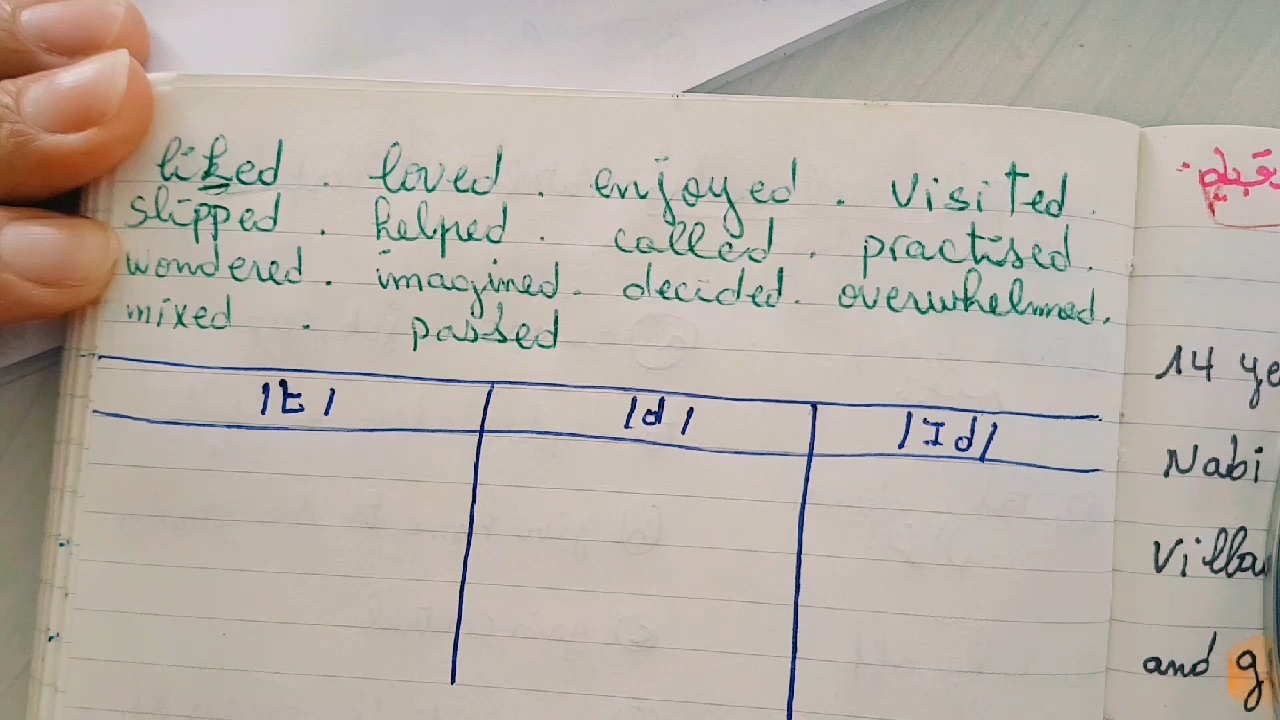 liked . loved . enjoyed . visited.
slipped . helped . called . practised.
wondered . imagined . decided . overwhelmed.
mixed . passed
/t/ /d/ /Id/
14 ye
Nabi
Villa
and g